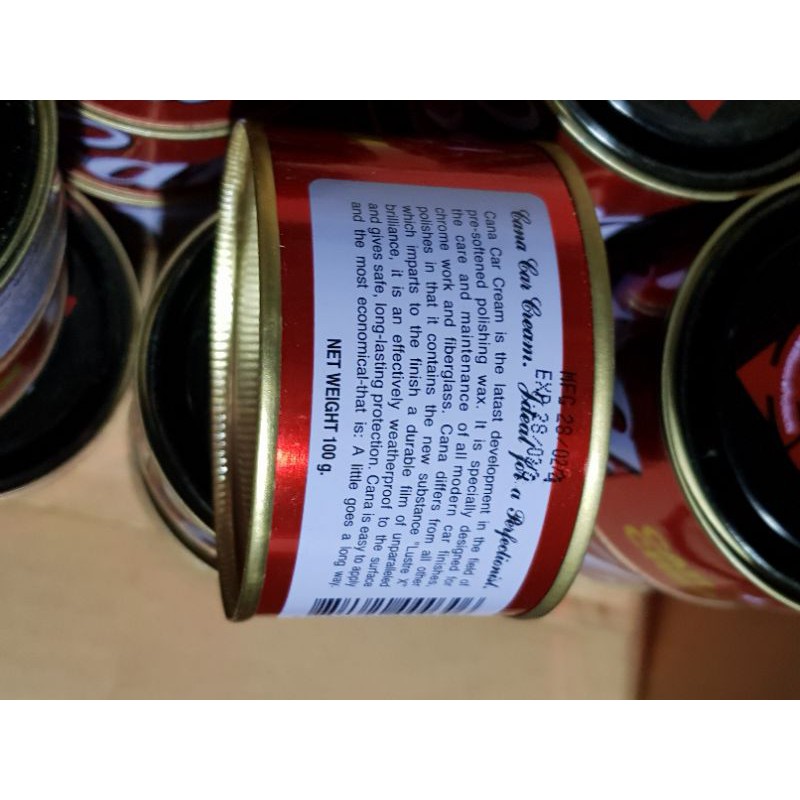 Cana Car Cream. Ideal for a Perfectionist.
MFG 28/02/
EXP 28/02/
Cana Car Cream is the latast development in the field of
pre-softened polishing wax. It is specially designed for
the care and maintenance of all modern car finishes,
chrome work and fiberglass. Cana differs from all other
polishes in that it contains the new substance "Lustre X"
which imparts to the finish a durable film of unparalleled
brilliance, it is an effectively weatherproof to the surface
and gives safe, long-lasting protection. Cana is easy to apply
and the most economical-that is: A little goes a long way.
NET WEIGHT 100 g.